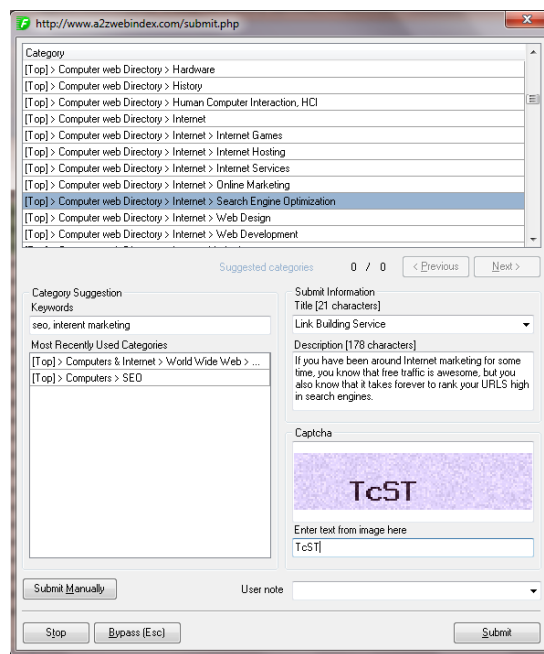 http://www.a2zwebindex.com/submit.php
Category
[Top] > Computer web Directory > Hardware
[Top] > Computer web Directory > History
[Top] > Computer web Directory > Human Computer Interaction, HCI
[Top] > Computer web Directory > Internet
[Top] > Computer web Directory > Internet > Internet Games
[Top] > Computer web Directory > Internet > Internet Hosting
[Top] > Computer web Directory > Internet > Internet Services
[Top] > Computer web Directory > Internet > Online Marketing
[Top] > Computer web Directory > Internet > Search Engine Optimization
[Top] > Computer web Directory > Internet > Web Design
[Top] > Computer web Directory > Internet > Web Development
Suggested categories 0 / 0 < Previous Next >
Category Suggestion
Keywords
seo, interent marketing
Most Recently Used Categories
[Top] > Computers & Internet > World Wide Web > ...
[Top] > Computers > SEO
Submit Information
Title [21 characters]
Link Building Service
Description [178 characters]
If you have been around Internet marketing for some
time, you know that free traffic is awesome, but you
also know that it takes forever to rank your URLS high
in search engines.
Captcha
TcST
Enter text from image here
TcST
Submit Manually User note
Stop Bypass (Esc) Submit